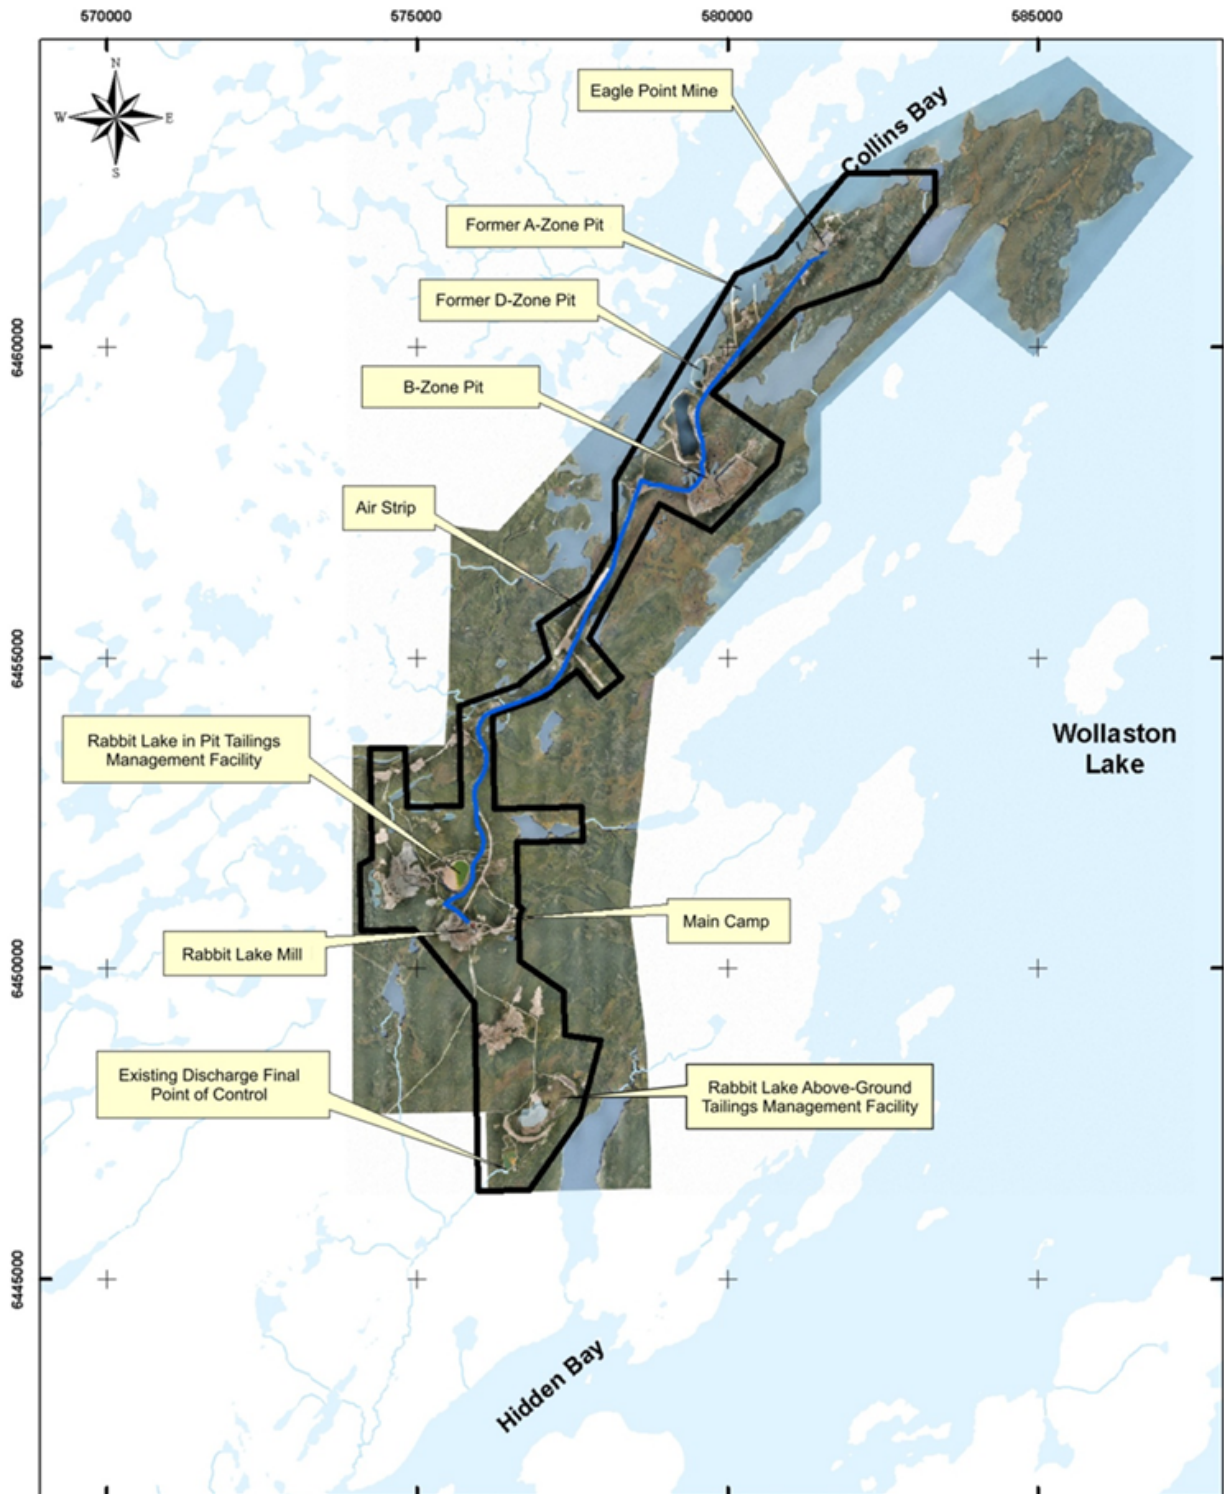 570000
575000
580000
585000
N
W
E
S
Eagle Point Mine
Collins Bay
Former A-Zone Pit
Former D-Zone Pit
6460000
B-Zone Pit
Air Strip
6455000
Rabbit Lake in Pit Tailings
Management Facility
Wollaston
Lake
Main Camp
Rabbit Lake Mill
6450000
Existing Discharge Final
Point of Control
Rabbit Lake Above-Ground
Tailings Management Facility
6445000
Hidden Bay